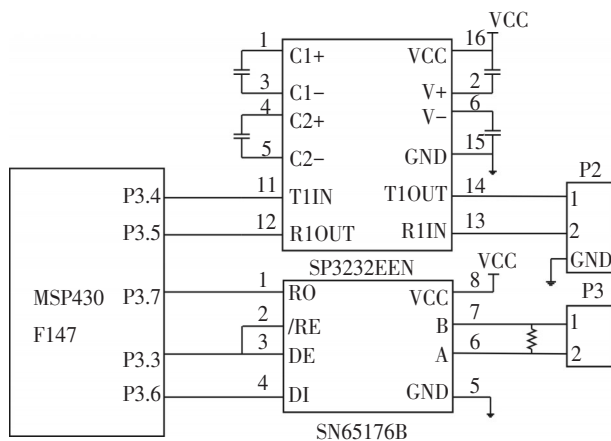 VCC
1 C1+ VCC 16
3 C1- V+ 2
4 C2+ V- 6
5 C2- GND 15
P3.4 11 T1IN T1OUT 14 1 P2
P3.5 12 R1OUT R1IN 13 2
GND
SP3232EEN
VCC
MSP430
F147
P3.7 1 RO VCC 8
2 /RE B 7 1 P3
P3.3 3 DE A 6 2
P3.6 4 DI GND 5
SN65176B